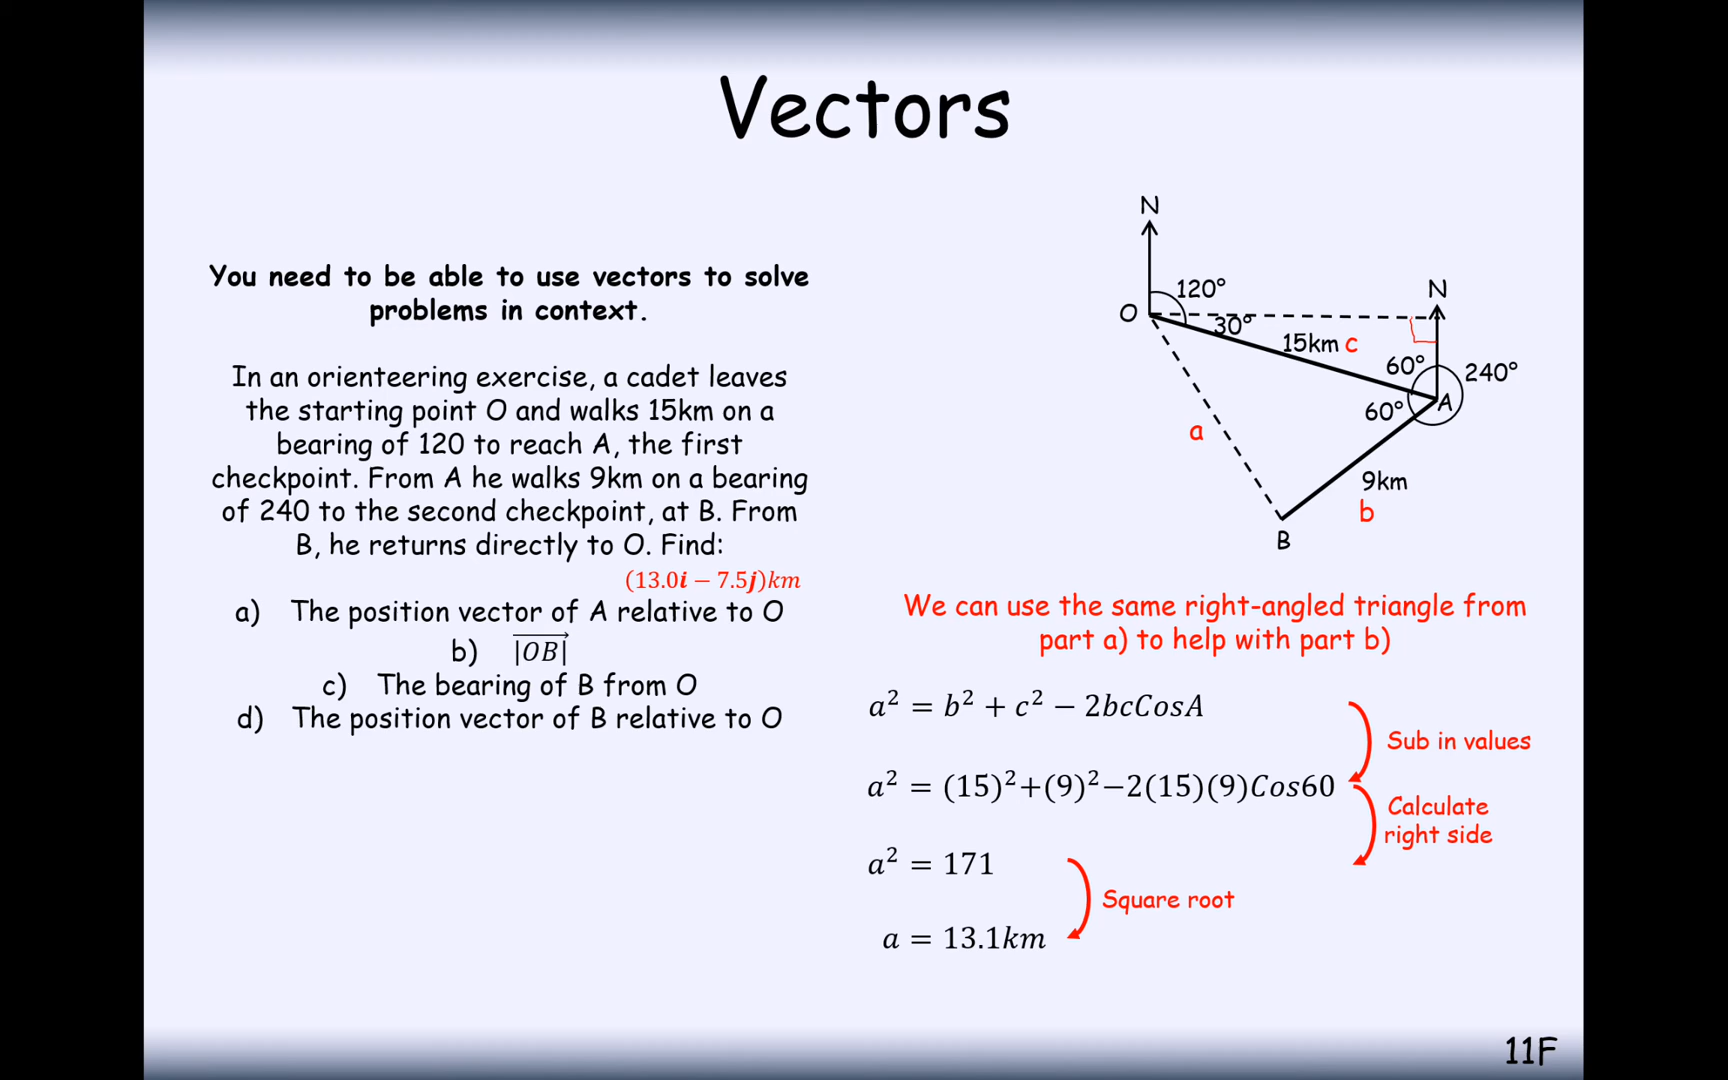 Vectors
You need to be able to use vectors to solve
problems in context.
In an orienteering exercise, a cadet leaves
the starting point O and walks 15km on a
bearing of 120 to reach A, the first
checkpoint. From A he walks 9km on a bearing
of 240 to the second checkpoint, at B. From
B, he returns directly to O. Find:
(13.0i − 7.5j)km
a) The position vector of A relative to O
b) |OB|
c) The bearing of B from O
d) The position vector of B relative to O
N
N
120°
O
30°
15km c
60°
240°
A
60°
a
9km
b
B
We can use the same right-angled triangle from
part a) to help with part b)
a² = b² + c² − 2bcCosA
Sub in values
a² = (15)²+(9)²−2(15)(9)Cos60
Calculate
right side
a² = 171
Square root
a = 13.1km
11F